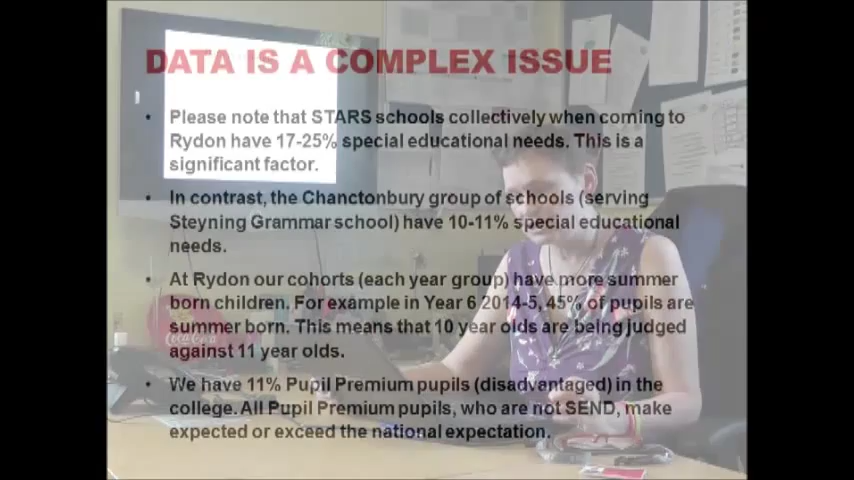 DATA IS A COMPLEX ISSUE
• Please note that STARS schools collectively when coming to
Rydon have 17-25% special educational needs. This is a
significant factor.
• In contrast, the Chanctonbury group of schools (serving
Steyning Grammar school) have 10-11% special educational
needs.
• At Rydon our cohorts (each year group) have more summer
born children. For example in Year 6 2014-5, 45% of pupils are
summer born. This means that 10 year olds are being judged
against 11 year olds.
Coca-Cola
• We have 11% Pupil Premium pupils (disadvantaged) in the
college. All Pupil Premium pupils, who are not SEND, make
expected or exceed the national expectation.